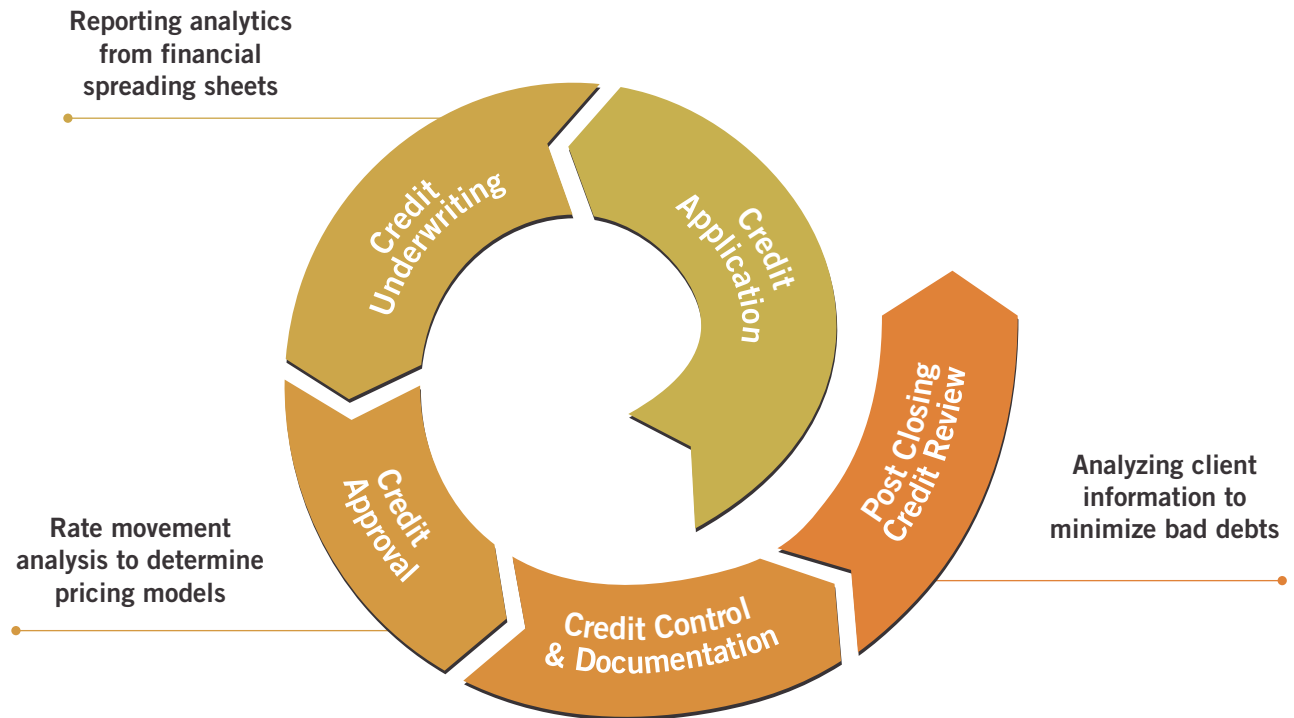 Reporting analytics
from financial
spreading sheets
Credit
Underwriting
Credit
Application
Credit
Approval
Rate movement
analysis to determine
pricing models
Credit Control
& Documentation
Post Closing
Credit Review
Analyzing client
information to
minimize bad debts